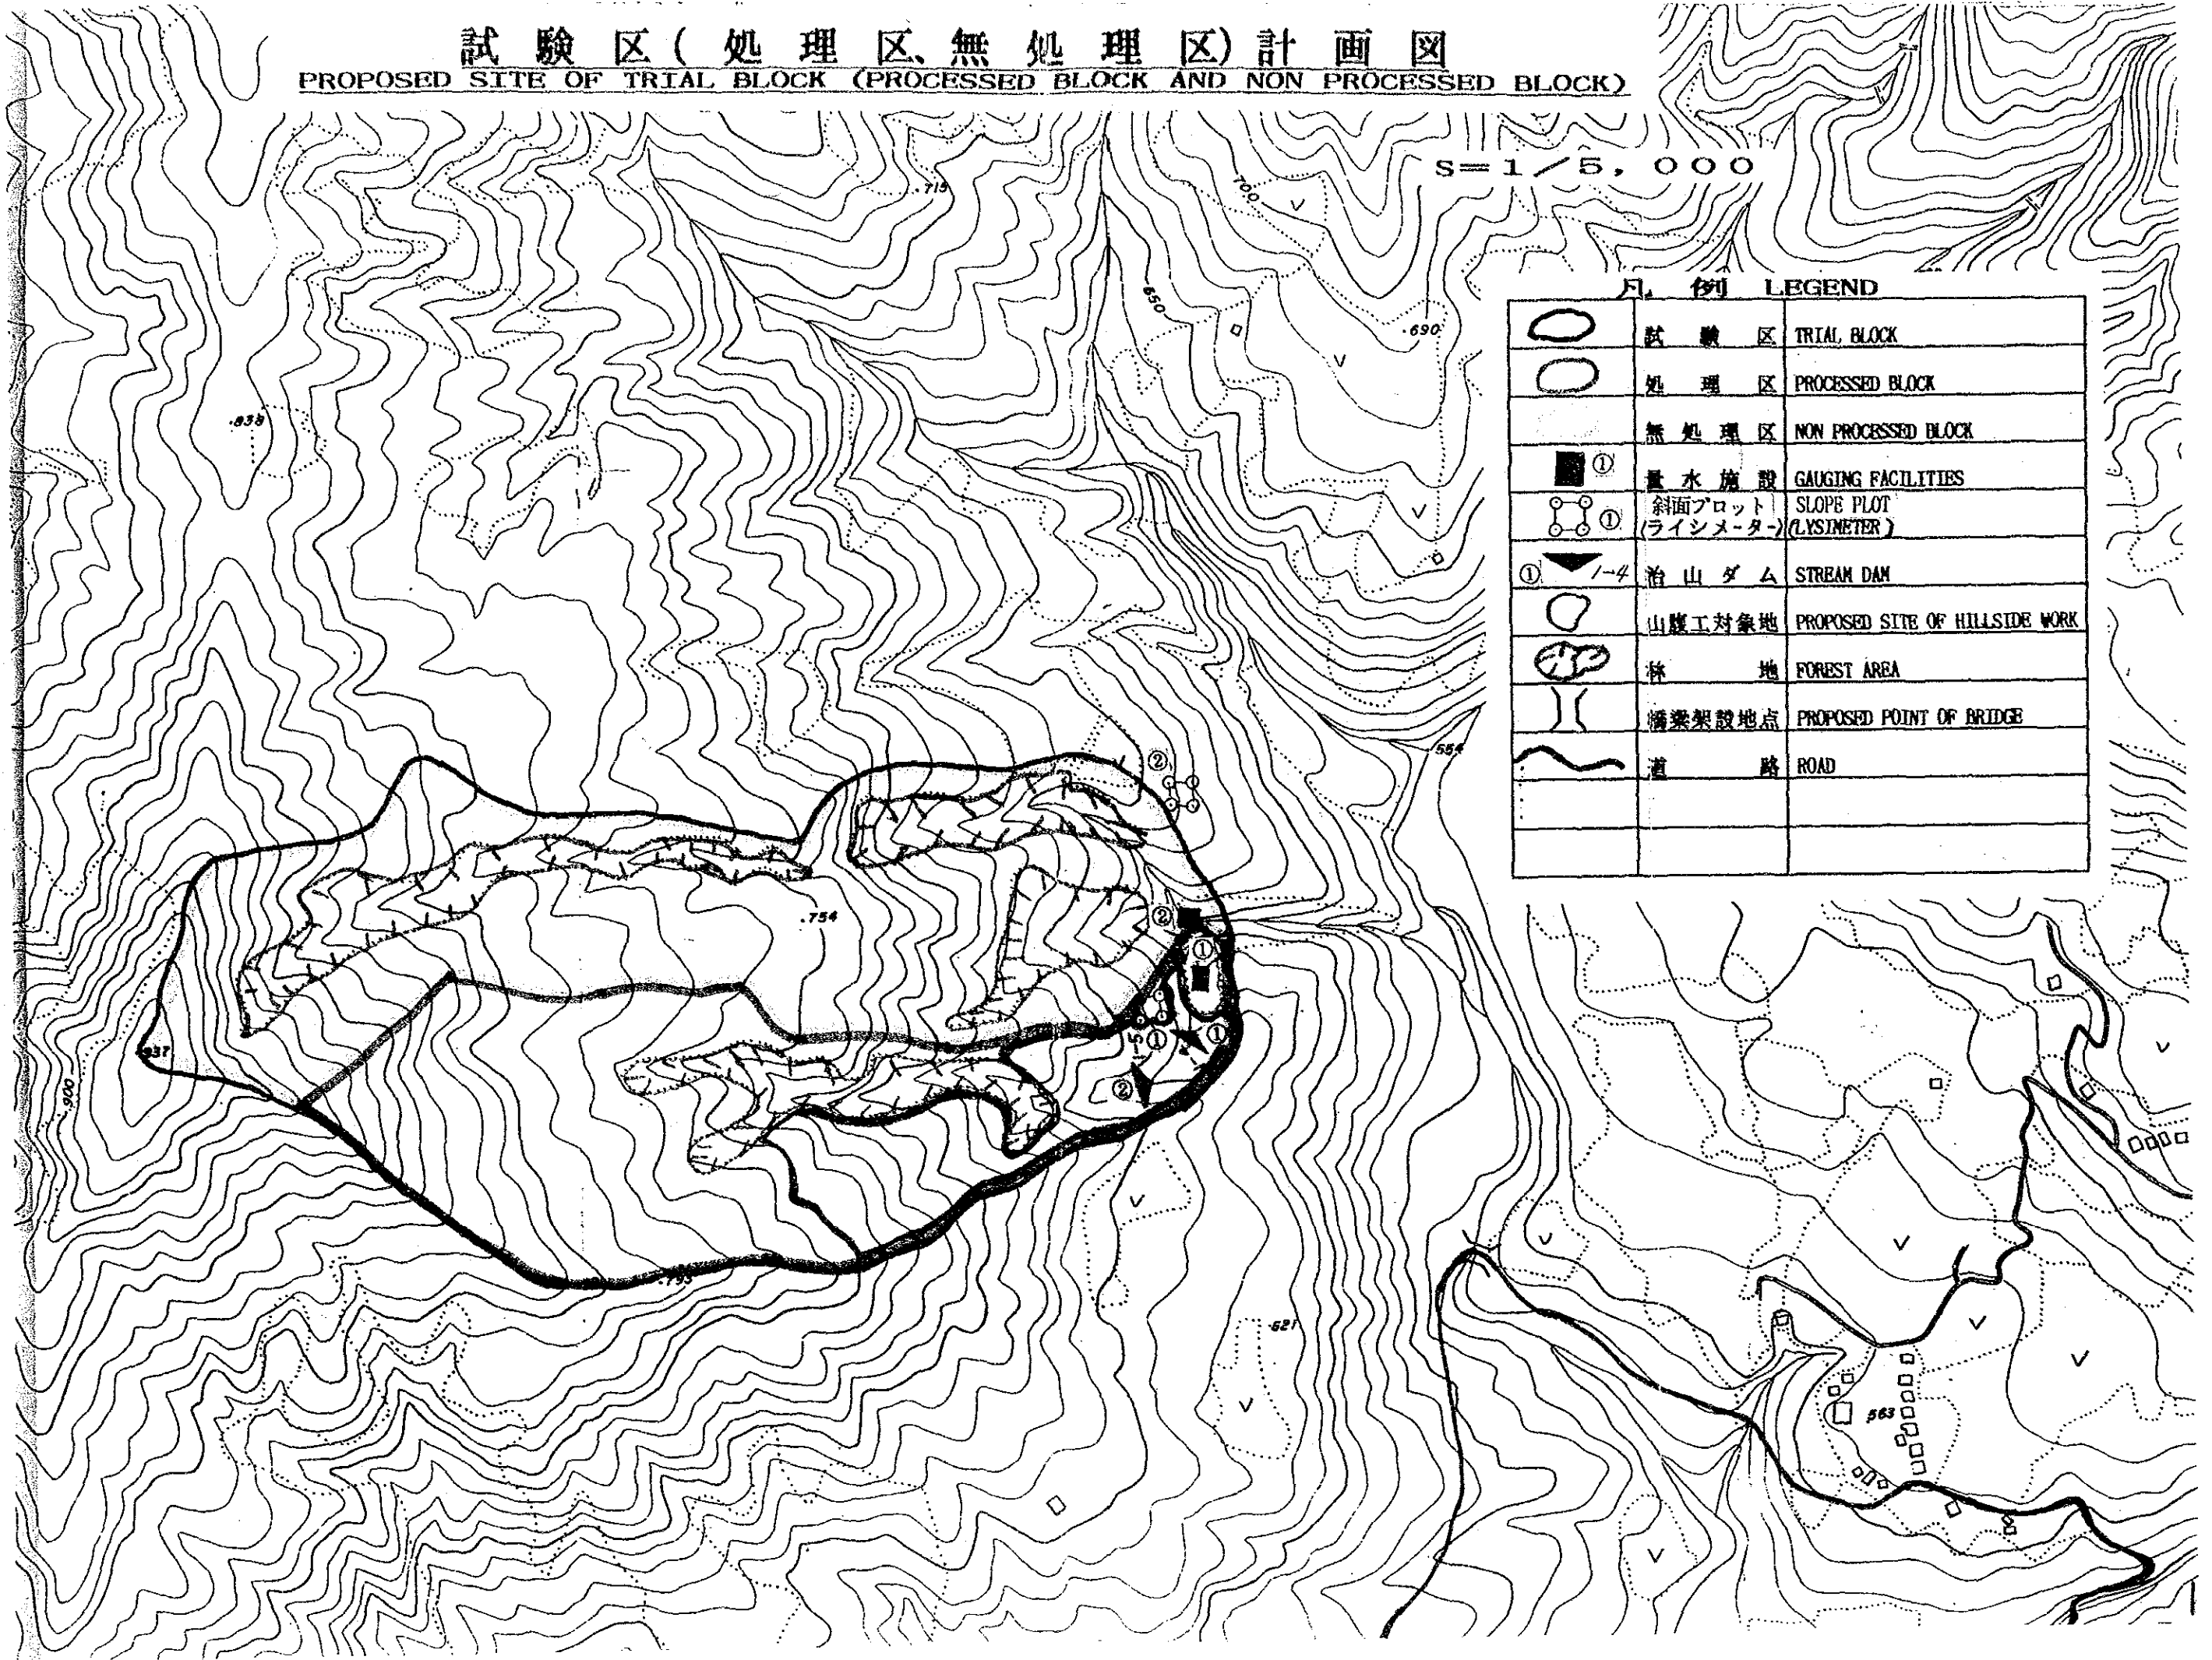 試験区(処理区、無処理区)計画図
PROPOSED SITE OF TRIAL BLOCK (PROCESSED BLOCK AND NON PROCESSED BLOCK)
S=1/5,000
凡例 LEGEND
試験区 TRIAL BLOCK
処理区 PROCESSED BLOCK
無処理区 NON PROCESSED BLOCK
① 量水施設 GAUGING FACILITIES
① 斜面プロット SLOPE PLOT
(ライシメーター) (LYSIMETER)
① 1-4 治山ダム STREAM DAM
山腹工対象地 PROPOSED SITE OF HILLSIDE WORK
林地 FOREST AREA
橋梁架設地点 PROPOSED POINT OF BRIDGE
道路 ROAD
.715
700
650
.690
.838
554
②
.754
②
①
①
①
1-5
②
.937
900
.793
.621
563